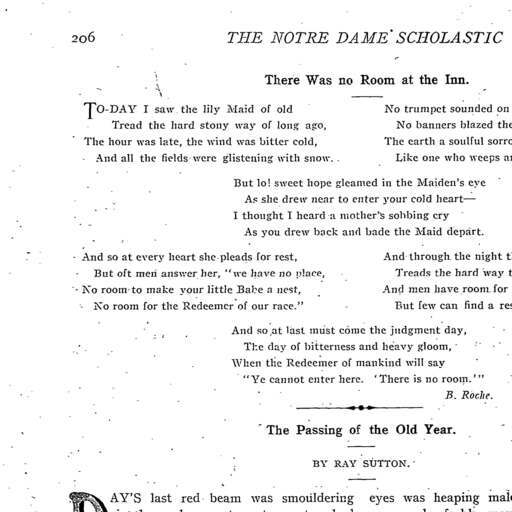 206 THE NOTRE DAME SCHOLASTIC
There Was no Room at the Inn.
TO-DAY I saw the lily Maid of old
Tread the hard stony way of long ago,
The hour was late, the wind was bitter cold,
And all the fields were glistening with snow.
No trumpet sounded on
No banners blazed the
The earth a soulful
Like one who weeps
But lo! sweet hope gleamed in the Maiden's eye
As she drew near to enter your cold heart—
I thought I heard a mother's sobbing cry
As you drew back and bade the Maid depart.
And so at every heart she pleads for rest,
But oft men answer her, "we have no place,
No room to make your little Babe a nest,
No room for the Redeemer of our race."
And through the night
Treads the hard way
And men have room for
But few can find a
And so at last must come the judgment day,
The day of bitterness and heavy gloom,
When the Redeemer of mankind will say
"Ye cannot enter here. 'There is no room.'"
B. Roche.
The Passing of the Old Year.
BY RAY SUTTON.
DAY'S last red beam was smouldering
eyes was heaping